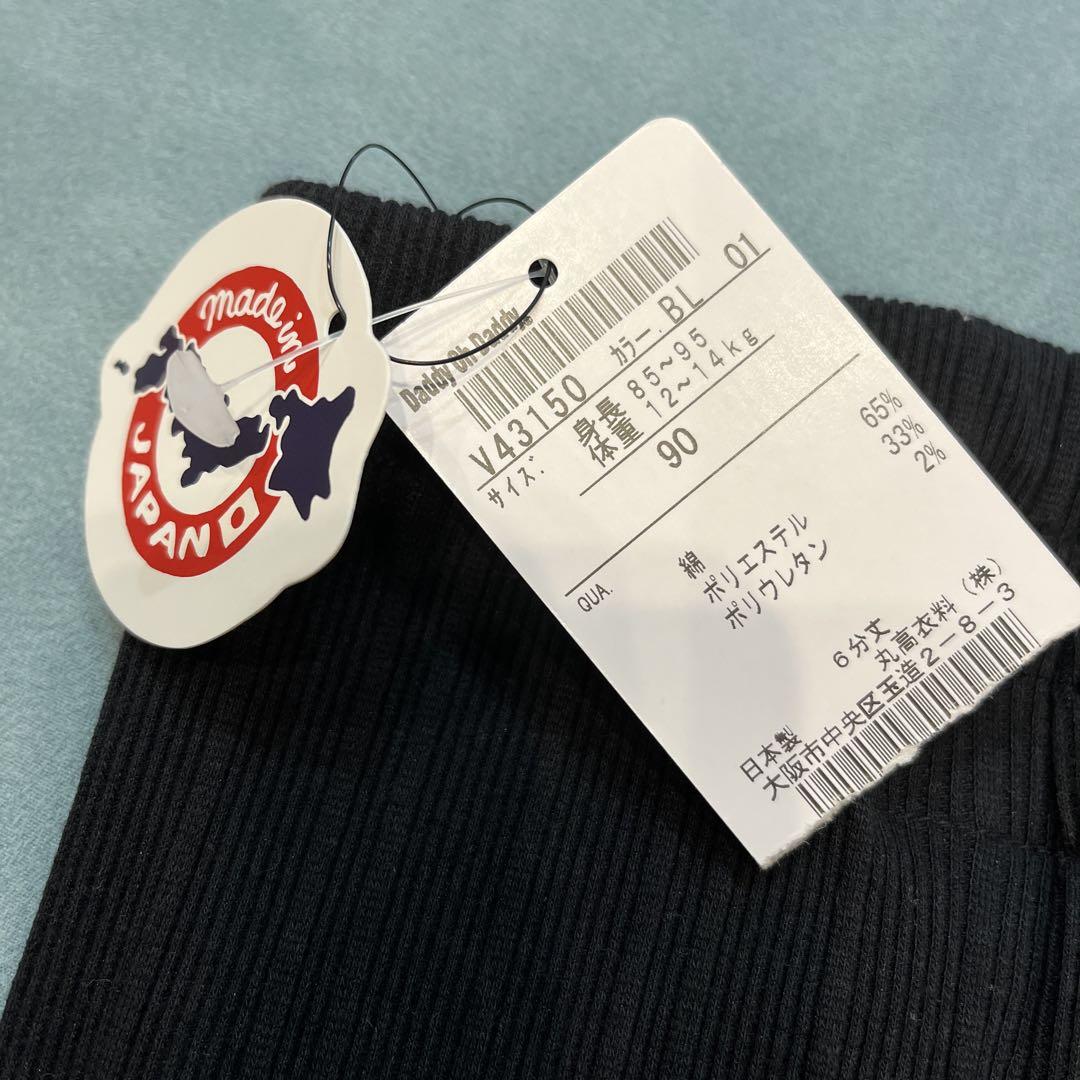 made in
JAPAN
Daddy Oh Daddy
V43150 カラー. BL 01
サイズ. 身長 85～95
体重 12～14kg
90
QUA. 綿 65%
ポリエステル 33%
ポリウレタン 2%
6分丈
丸高衣料(株)
日本製
大阪市中央区玉造2-8-3